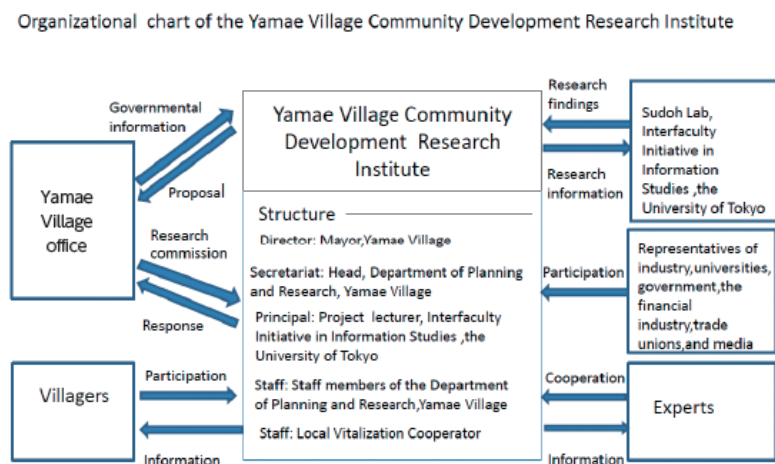 Organizational chart of the Yamae Village Community Development Research Institute
Governmental
information
Proposal
Yamae
Village
office
Research
commission
Response
Villagers
Participation
Information
Yamae Village Community
Development Research
Institute
Structure
Director: Mayor,Yamae Village
Secretariat: Head, Department of Planning
and Research, Yamae Village
Principal: Project lecturer, Interfaculty
Initiative in Information Studies ,the
University of Tokyo
Staff: Staff members of the Department
of Planning and Research,Yamae Village
Staff: Local Vitalization Cooperator
Research
findings
Research
information
Sudoh Lab,
Interfaculty
Initiative in
Information
Studies ,the
University of Tokyo
Participation
Representatives of
industry,universities,
government,the
financial
industry,trade
unions,and media
Cooperation
Experts
Information